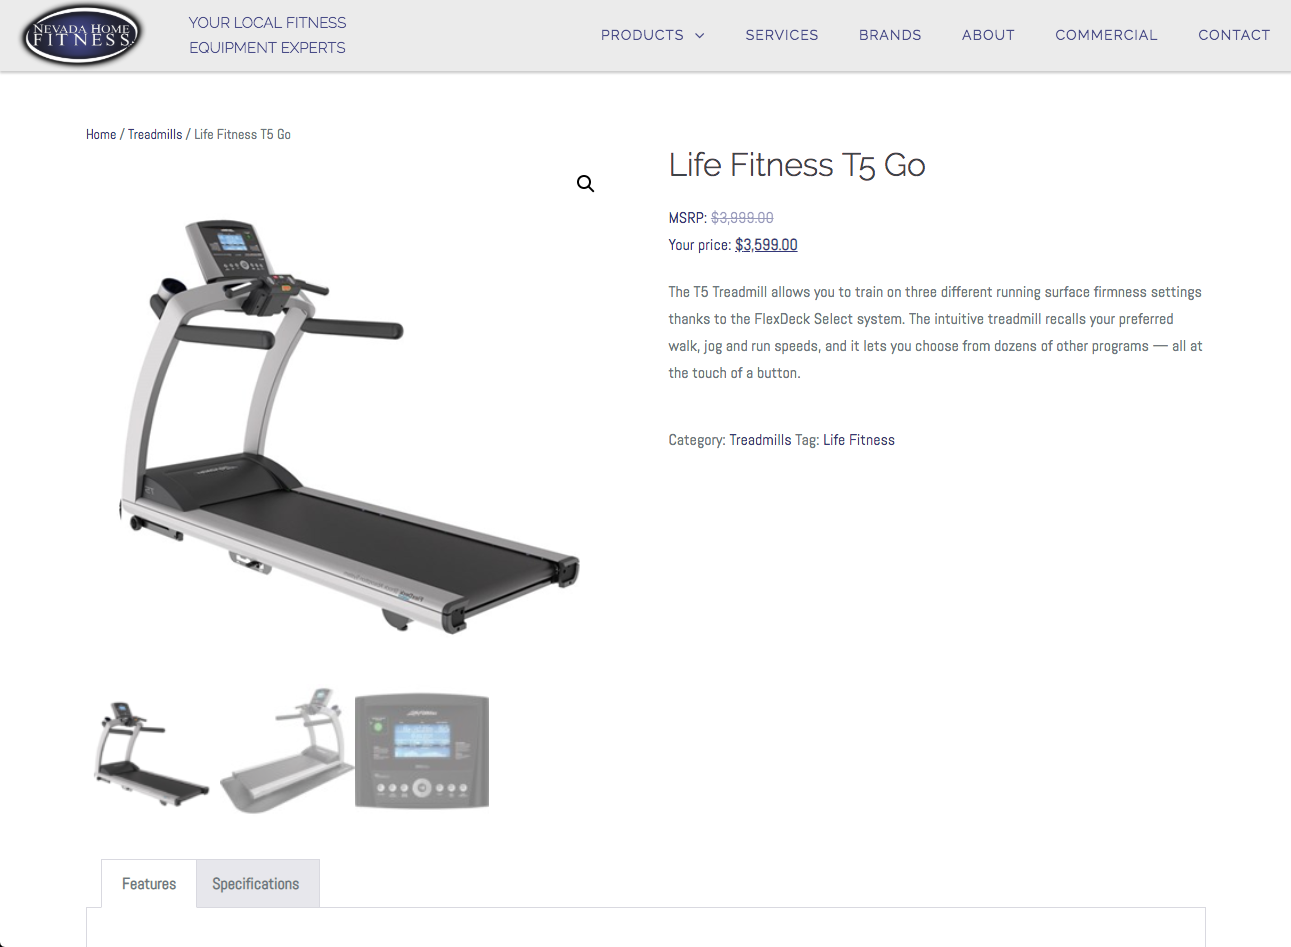 NEVADA HOME
FITNESS
YOUR LOCAL FITNESS
EQUIPMENT EXPERTS
PRODUCTS
SERVICES
BRANDS
ABOUT
COMMERCIAL
CONTACT
Home / Treadmills / Life Fitness T5 Go
Life Fitness T5 Go
MSRP: $3,999.00
Your price: $3,599.00
The T5 Treadmill allows you to train on three different running surface firmness settings
thanks to the FlexDeck Select system. The intuitive treadmill recalls your preferred
walk, jog and run speeds, and it lets you choose from dozens of other programs — all at
the touch of a button.
Category: Treadmills Tag: Life Fitness
Features
Specifications